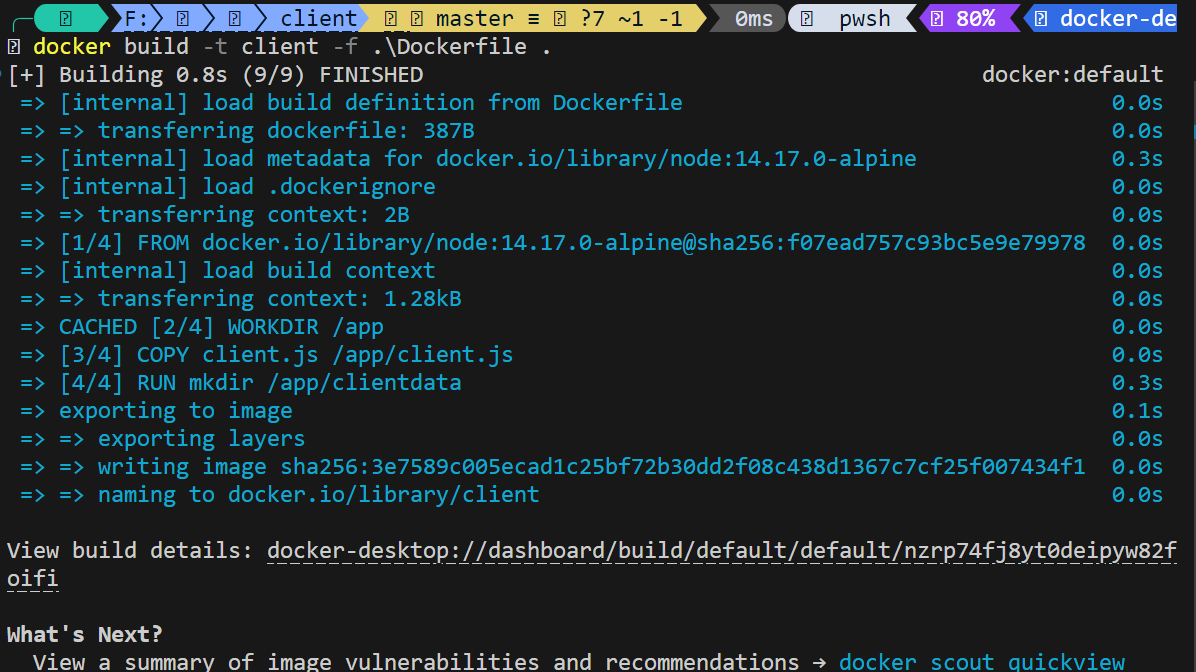 F: client master ≡ ?7 ~1 -1 0ms pwsh 80% docker-de
docker build -t client -f .\Dockerfile .
[+] Building 0.8s (9/9) FINISHED docker:default
=> [internal] load build definition from Dockerfile 0.0s
=> => transferring dockerfile: 387B 0.0s
=> [internal] load metadata for docker.io/library/node:14.17.0-alpine 0.3s
=> [internal] load .dockerignore 0.0s
=> => transferring context: 2B 0.0s
=> [1/4] FROM docker.io/library/node:14.17.0-alpine@sha256:f07ead757c93bc5e9e79978 0.0s
=> [internal] load build context 0.0s
=> => transferring context: 1.28kB 0.0s
=> CACHED [2/4] WORKDIR /app 0.0s
=> [3/4] COPY client.js /app/client.js 0.0s
=> [4/4] RUN mkdir /app/clientdata 0.3s
=> exporting to image 0.1s
=> => exporting layers 0.0s
=> => writing image sha256:3e7589c005ecad1c25bf72b30dd2f08c438d1367c7cf25f007434f1 0.0s
=> => naming to docker.io/library/client 0.0s
View build details: docker-desktop://dashboard/build/default/default/nzrp74fj8yt0deipyw82f
oifi
What's Next?
View a summary of image vulnerabilities and recommendations → docker scout quickview